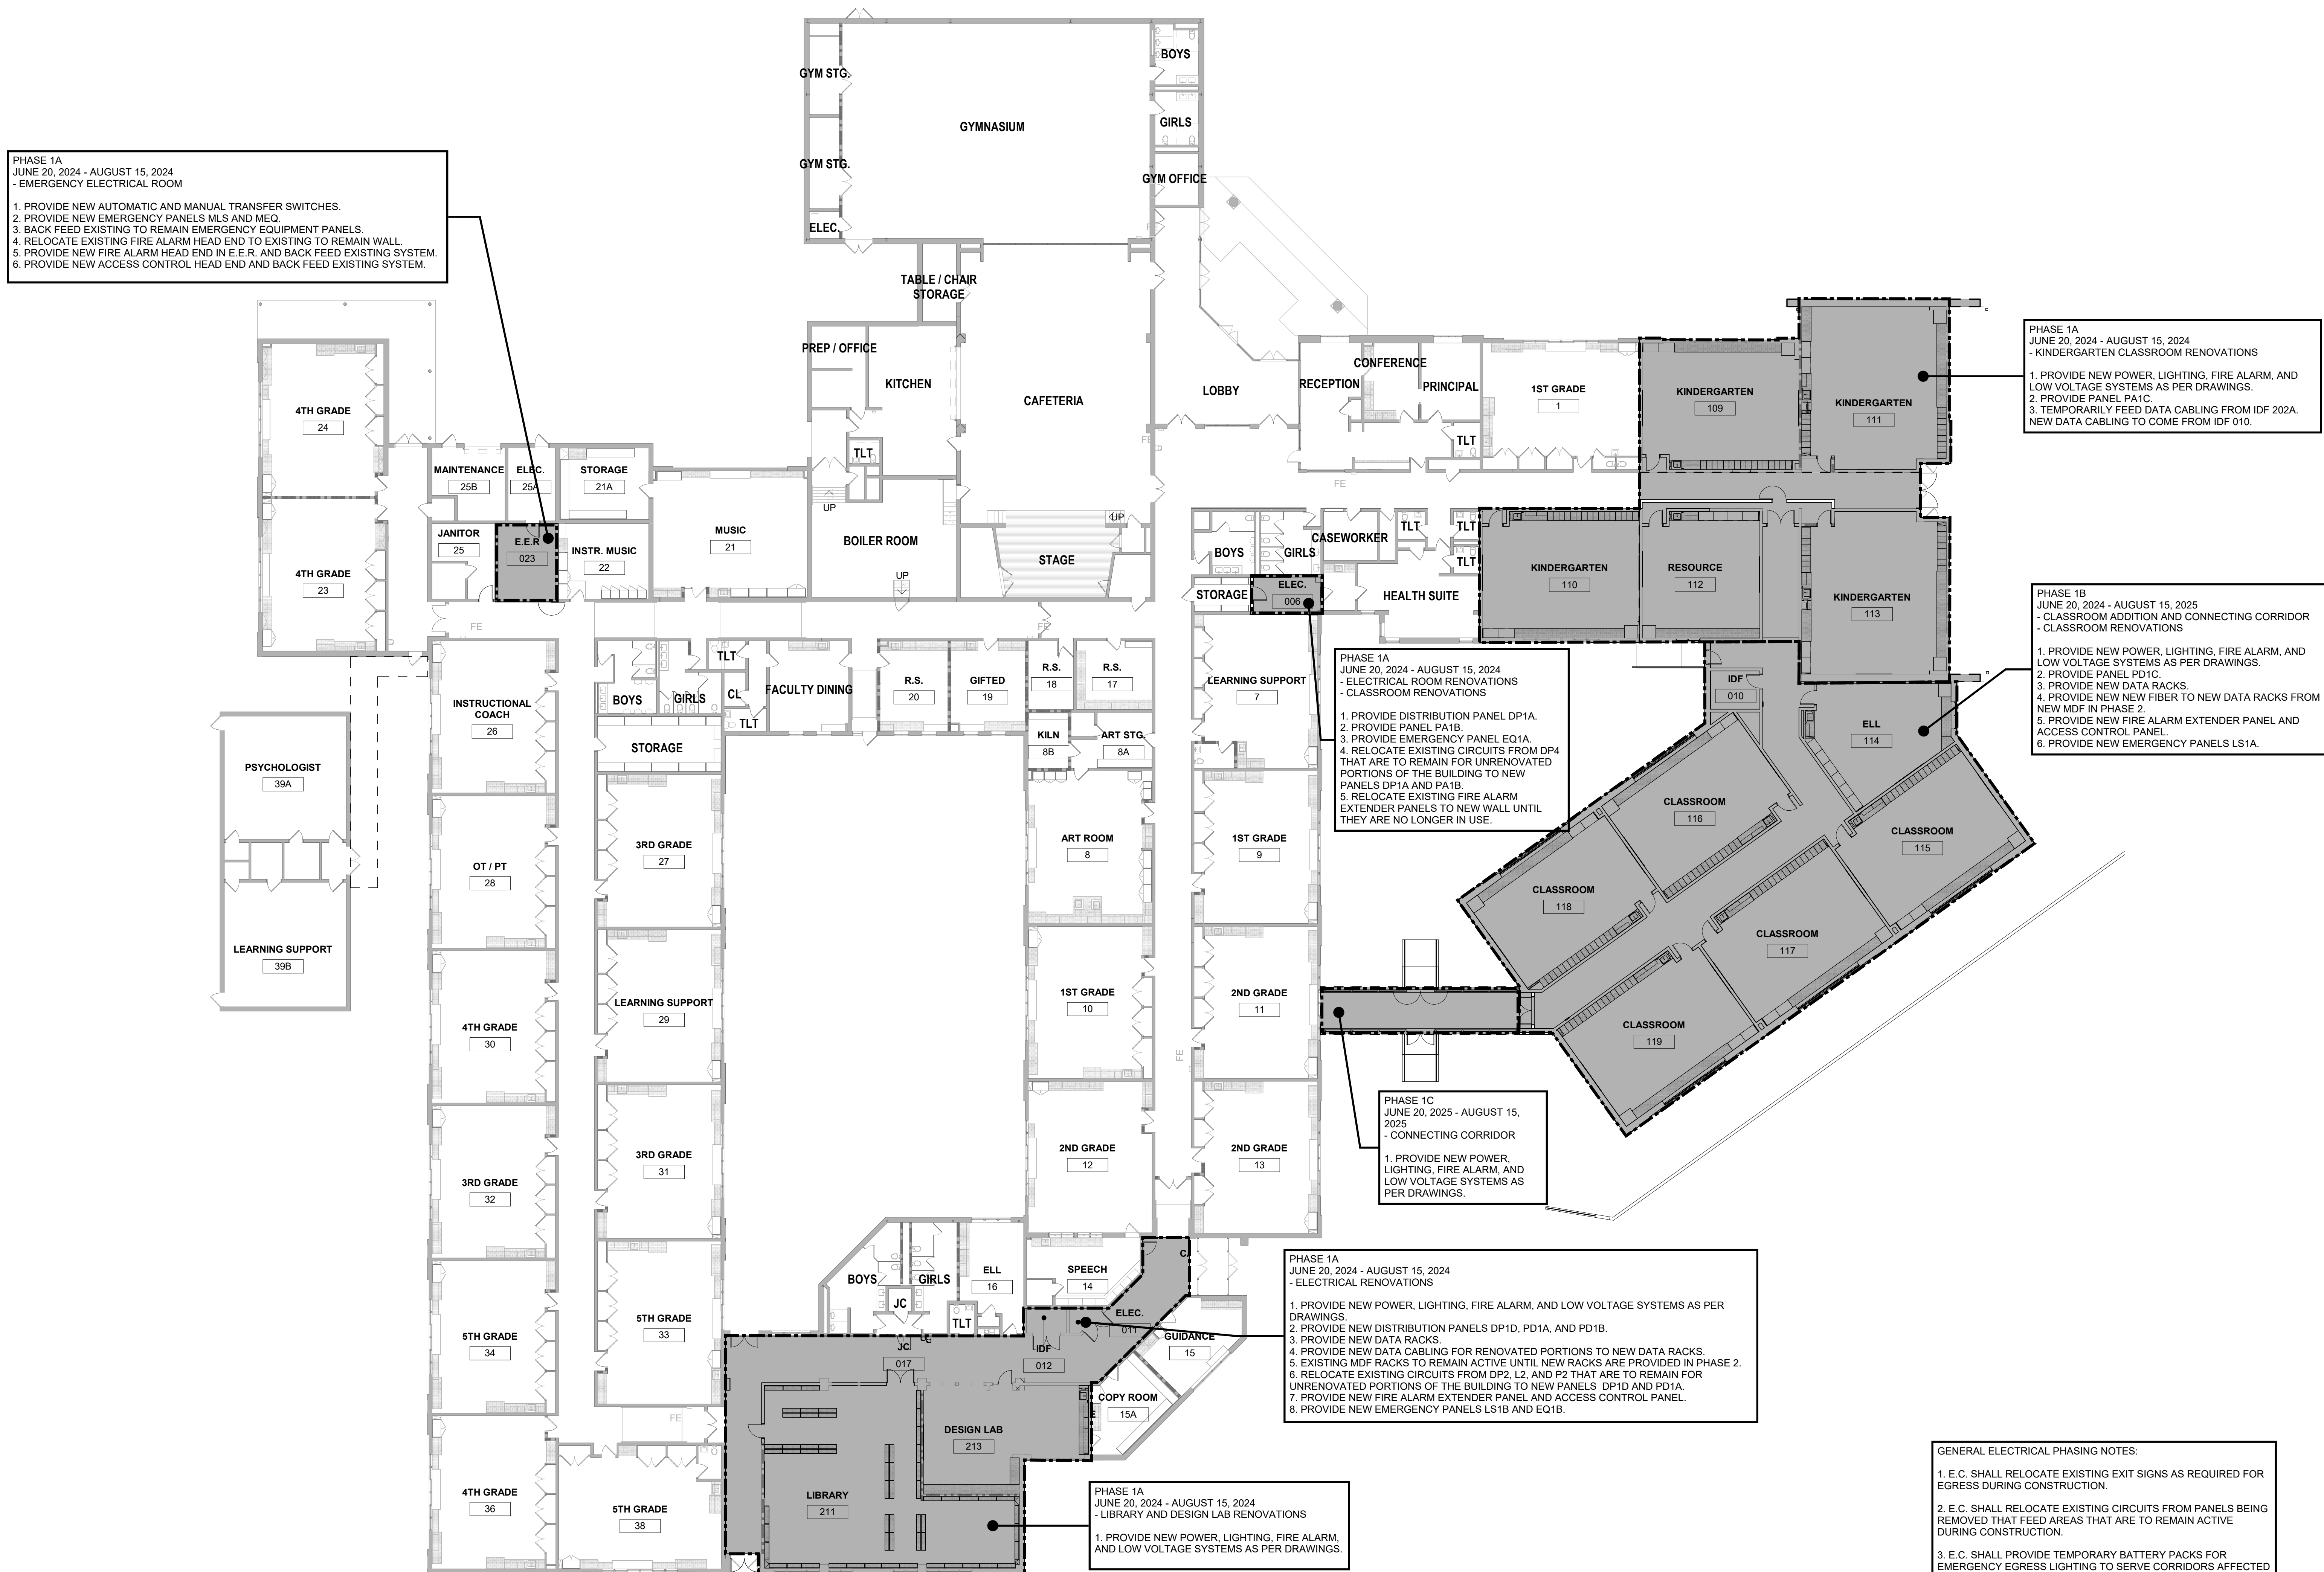 BOYS
GYM STG.
GYMNASIUM
GIRLS
PHASE 1A
JUNE 20, 2024 - AUGUST 15, 2024
- EMERGENCY ELECTRICAL ROOM
1. PROVIDE NEW AUTOMATIC AND MANUAL TRANSFER SWITCHES.
2. PROVIDE NEW EMERGENCY PANELS MLS AND MEQ.
3. BACK FEED EXISTING TO REMAIN EMERGENCY EQUIPMENT PANELS.
4. RELOCATE EXISTING FIRE ALARM HEAD END TO EXISTING TO REMAIN WALL.
5. PROVIDE NEW FIRE ALARM HEAD END IN E.E.R. AND BACK FEED EXISTING SYSTEM.
6. PROVIDE NEW ACCESS CONTROL HEAD END AND BACK FEED EXISTING SYSTEM.
GYM STG.
GYM OFFICE
ELEC.
TABLE / CHAIR
STORAGE
PREP / OFFICE
KITCHEN
CAFETERIA
LOBBY
RECEPTION
CONFERENCE
PRINCIPAL
1ST GRADE
1
TLT
KINDERGARTEN
109
KINDERGARTEN
111
PHASE 1A
JUNE 20, 2024 - AUGUST 15, 2024
- KINDERGARTEN CLASSROOM RENOVATIONS
1. PROVIDE NEW POWER, LIGHTING, FIRE ALARM, AND
LOW VOLTAGE SYSTEMS AS PER DRAWINGS.
2. PROVIDE PANEL PA1C.
3. TEMPORARILY FEED DATA CABLING FROM IDF 202A.
NEW DATA CABLING TO COME FROM IDF 010.
4TH GRADE
24
MAINTENANCE
25B
ELEC.
25A
STORAGE
21A
TLT
FE
FE
UP
UP
4TH GRADE
23
JANITOR
25
E.E.R
023
INSTR. MUSIC
22
MUSIC
21
BOILER ROOM
UP
STAGE
BOYS
GIRLS
CASEWORKER
TLT
TLT
TLT
STORAGE
ELEC.
006
HEALTH SUITE
KINDERGARTEN
110
RESOURCE
112
KINDERGARTEN
113
FE
FE
PHASE 1B
JUNE 20, 2024 - AUGUST 15, 2025
- CLASSROOM ADDITION AND CONNECTING CORRIDOR
- CLASSROOM RENOVATIONS
1. PROVIDE NEW POWER, LIGHTING, FIRE ALARM, AND
LOW VOLTAGE SYSTEMS AS PER DRAWINGS.
2. PROVIDE PANEL PD1C.
3. PROVIDE NEW DATA RACKS.
4. PROVIDE NEW NEW FIBER TO NEW DATA RACKS FROM
NEW MDF IN PHASE 2.
5. PROVIDE NEW FIRE ALARM EXTENDER PANEL AND
ACCESS CONTROL PANEL.
6. PROVIDE NEW EMERGENCY PANELS LS1A.
PHASE 1A
JUNE 20, 2024 - AUGUST 15, 2024
- ELECTRICAL ROOM RENOVATIONS
- CLASSROOM RENOVATIONS
1. PROVIDE DISTRIBUTION PANEL DP1A.
2. PROVIDE PANEL PA1B.
3. PROVIDE EMERGENCY PANEL EQ1A.
4. RELOCATE EXISTING CIRCUITS FROM DP4
THAT ARE TO REMAIN FOR UNRENOVATED
PORTIONS OF THE BUILDING TO NEW
PANELS DP1A AND PA1B.
5. RELOCATE EXISTING FIRE ALARM
EXTENDER PANELS TO NEW WALL UNTIL
THEY ARE NO LONGER IN USE.
INSTRUCTIONAL
COACH
26
BOYS
GIRLS
TLT
CL
TLT
FACULTY DINING
R.S.
20
GIFTED
19
R.S.
18
R.S.
17
LEARNING SUPPORT
7
IDF
010
ELL
114
STORAGE
KILN
8B
ART STG.
8A
PSYCHOLOGIST
39A
OT / PT
28
3RD GRADE
27
ART ROOM
8
1ST GRADE
9
CLASSROOM
116
CLASSROOM
115
CLASSROOM
118
CLASSROOM
117
LEARNING SUPPORT
39B
4TH GRADE
30
LEARNING SUPPORT
29
1ST GRADE
10
2ND GRADE
11
CLASSROOM
119
FE
PHASE 1C
JUNE 20, 2025 - AUGUST 15,
2025
- CONNECTING CORRIDOR
1. PROVIDE NEW POWER,
LIGHTING, FIRE ALARM, AND
LOW VOLTAGE SYSTEMS AS
PER DRAWINGS.
3RD GRADE
32
3RD GRADE
31
2ND GRADE
12
2ND GRADE
13
5TH GRADE
34
5TH GRADE
33
BOYS
GIRLS
JC
ELL
16
TLT
SPEECH
14
ELEC.
011
GUIDANCE
15
JC
017
IDF
012
COPY ROOM
15A
PHASE 1A
JUNE 20, 2024 - AUGUST 15, 2024
- ELECTRICAL RENOVATIONS
1. PROVIDE NEW POWER, LIGHTING, FIRE ALARM, AND LOW VOLTAGE SYSTEMS AS PER
DRAWINGS.
2. PROVIDE NEW DISTRIBUTION PANELS DP1D, PD1A, AND PD1B.
3. PROVIDE NEW DATA RACKS.
4. PROVIDE NEW DATA CABLING FOR RENOVATED PORTIONS TO NEW DATA RACKS.
5. EXISTING MDF RACKS TO REMAIN ACTIVE UNTIL NEW RACKS ARE PROVIDED IN PHASE 2.
6. RELOCATE EXISTING CIRCUITS FROM DP2, L2, AND P2 THAT ARE TO REMAIN FOR
UNRENOVATED PORTIONS OF THE BUILDING TO NEW PANELS DP1D AND PD1A.
7. PROVIDE NEW FIRE ALARM EXTENDER PANEL AND ACCESS CONTROL PANEL.
8. PROVIDE NEW EMERGENCY PANELS LS1B AND EQ1B.
FE
4TH GRADE
36
5TH GRADE
38
LIBRARY
211
DESIGN LAB
213
PHASE 1A
JUNE 20, 2024 - AUGUST 15, 2024
- LIBRARY AND DESIGN LAB RENOVATIONS
1. PROVIDE NEW POWER, LIGHTING, FIRE ALARM,
AND LOW VOLTAGE SYSTEMS AS PER DRAWINGS.
GENERAL ELECTRICAL PHASING NOTES:
1. E.C. SHALL RELOCATE EXISTING EXIT SIGNS AS REQUIRED FOR
EGRESS DURING CONSTRUCTION.
2. E.C. SHALL RELOCATE EXISTING CIRCUITS FROM PANELS BEING
REMOVED THAT FEED AREAS THAT ARE TO REMAIN ACTIVE
DURING CONSTRUCTION.
3. E.C. SHALL PROVIDE TEMPORARY BATTERY PACKS FOR
EMERGENCY EGRESS LIGHTING TO SERVE CORRIDORS AFFECTED